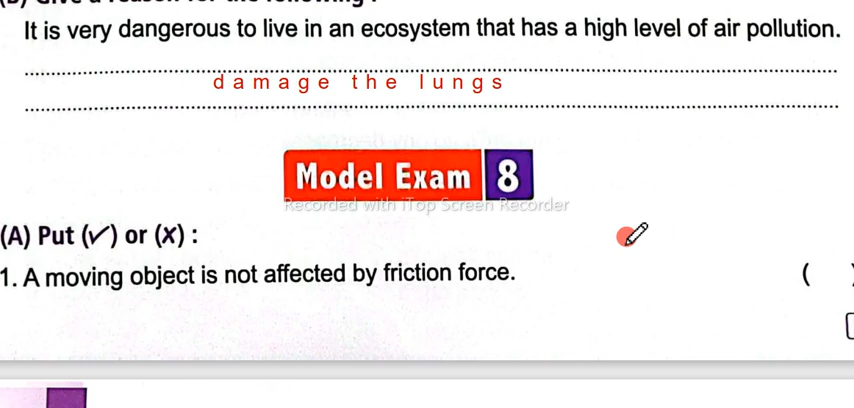 It is very dangerous to live in an ecosystem that has a high level of air pollution.
damage the lungs
Model Exam 8
Recorded with iTop Screen Recorder
(A) Put (✓) or (X) :
1. A moving object is not affected by friction force. (